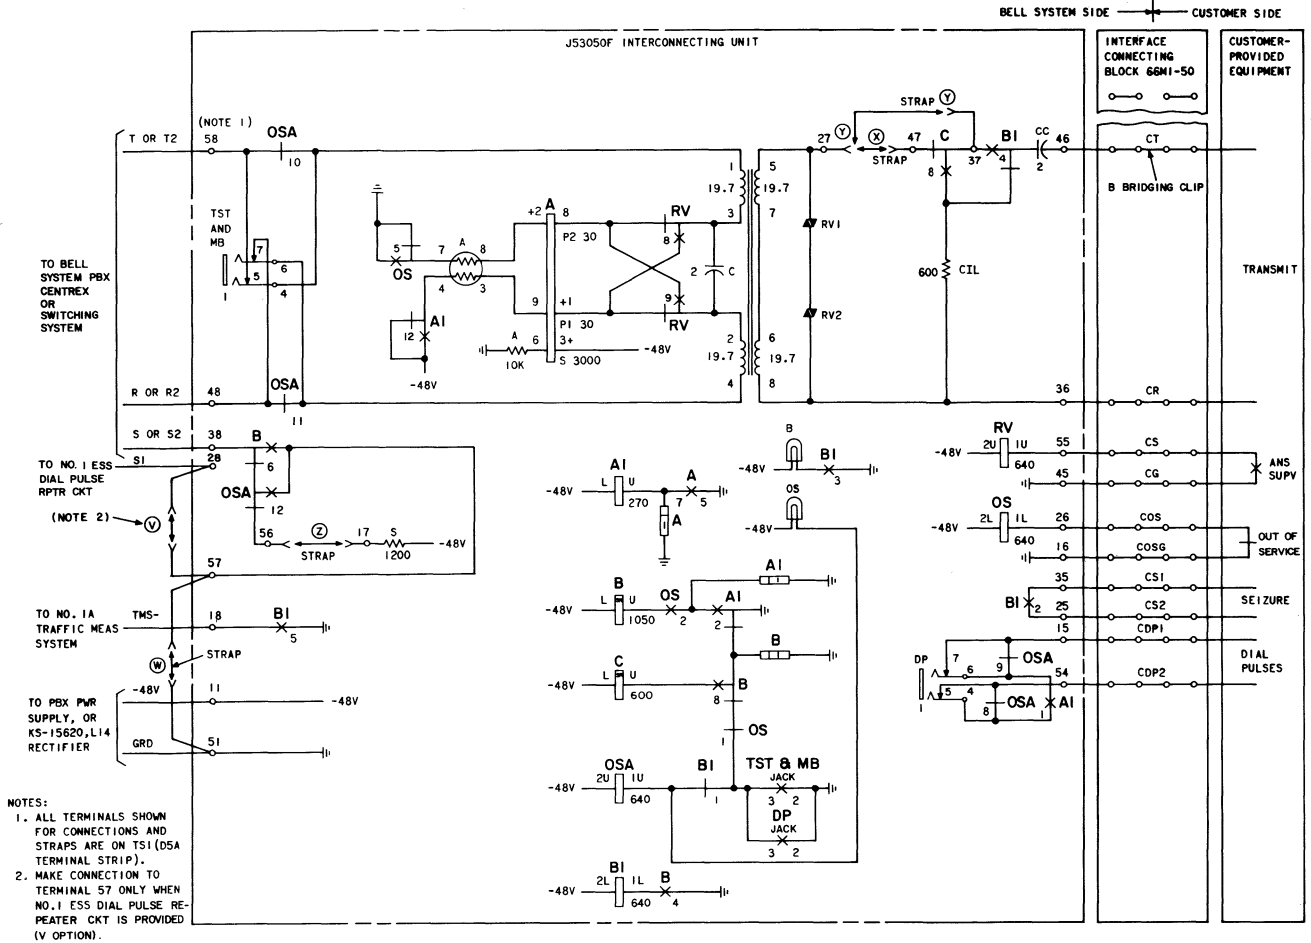 BELL SYSTEM SIDE CUSTOMER SIDE
J53050F INTERCONNECTING UNIT
INTERFACE
CONNECTING
BLOCK 66M1-50
CUSTOMER-
PROVIDED
EQUIPMENT
(NOTE 1)
T OR T2
58
OSA
10
STRAP Y
27 Y X 47 C 37 B1 CC 46
STRAP
8
4
2
CT
B BRIDGING CLIP
TST
AND
MB
7
6
5
4
1
TO BELL
SYSTEM PBX
CENTREX
OR
SWITCHING
SYSTEM
5
OS
A
7 8
4 3
A1
12
-48V
A
+2 8
P2 30
9 +1
P1 30
A
10K
6 3+
S 3000
-48V
RV
8
9
RV
2 C
1 5
19.7 19.7
3 7
2 6
19.7 19.7
4 8
RV1
RV2
600 CIL
TRANSMIT
R OR R2
48
OSA
11
36
CR
S OR S2
38
B
6
S1
28
TO NO. 1 ESS
DIAL PULSE
RPTR CKT
OSA
12
(NOTE 2)
V
56 Z 17 S
STRAP
1200
-48V
57
TO NO. 1A
TRAFFIC MEAS
SYSTEM
TMS-
18
B1
5
W
STRAP
TO PBX PWR
SUPPLY, OR
KS-15620, L14
RECTIFIER
-48V
11
-48V
GRD
51
B
-48V
B1
3
OS
-48V
A1
-48V
L U
270
A
7 5
A
A1
B
-48V
L U
1050
OS
2
A1
2
B
C
-48V
L U
600
B
8
OS
1
OSA
-48V
2U 1U
640
B1
1
TST & MB
JACK
3 2
DP
JACK
3 2
B1
-48V
2L 1L
640
B
4
RV
-48V
2U 1U
640
55
CS
45
CG
ANS
SUPV
OS
-48V
2L 1L
640
26
COS
16
COSG
OUT OF
SERVICE
35
CS1
B1
2
25
CS2
SEIZURE
15
CDP1
DP
7
6
9
OSA
54
CDP2
DIAL
PULSES
5
4
1
8
OSA
A1
1
NOTES:
1. ALL TERMINALS SHOWN
FOR CONNECTIONS AND
STRAPS ARE ON TS1(D5A
TERMINAL STRIP).
2. MAKE CONNECTION TO
TERMINAL 57 ONLY WHEN
NO.1 ESS DIAL PULSE RE-
PEATER CKT IS PROVIDED
(V OPTION).